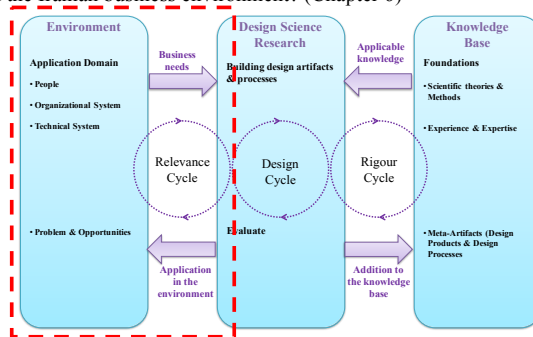 Environment
Application Domain
• People
• Organizational System
• Technical System
• Problem & Opportunities
Business
needs
Relevance
Cycle
Application
in the
environment
Design Science
Research
Building design artifacts
& processes
Design
Cycle
Evaluate
Applicable
knowledge
Rigour
Cycle
Addition to
the knowledge
base
Knowledge
Base
Foundations
• Scientific theories &
Methods
• Experience & Expertise
• Meta-Artifacts (Design
Products & Design
Processes